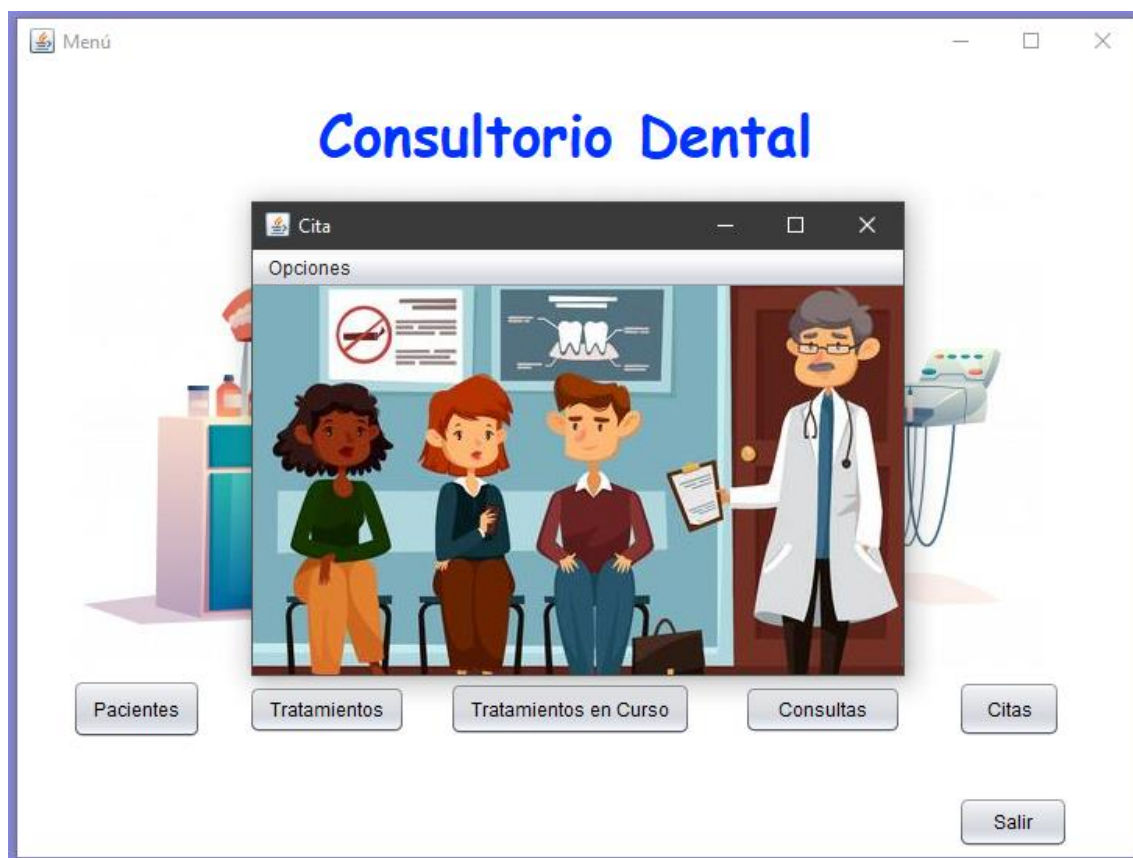 Menú
Consultorio Dental
Cita
Opciones
Pacientes
Tratamientos
Tratamientos en Curso
Consultas
Citas
Salir